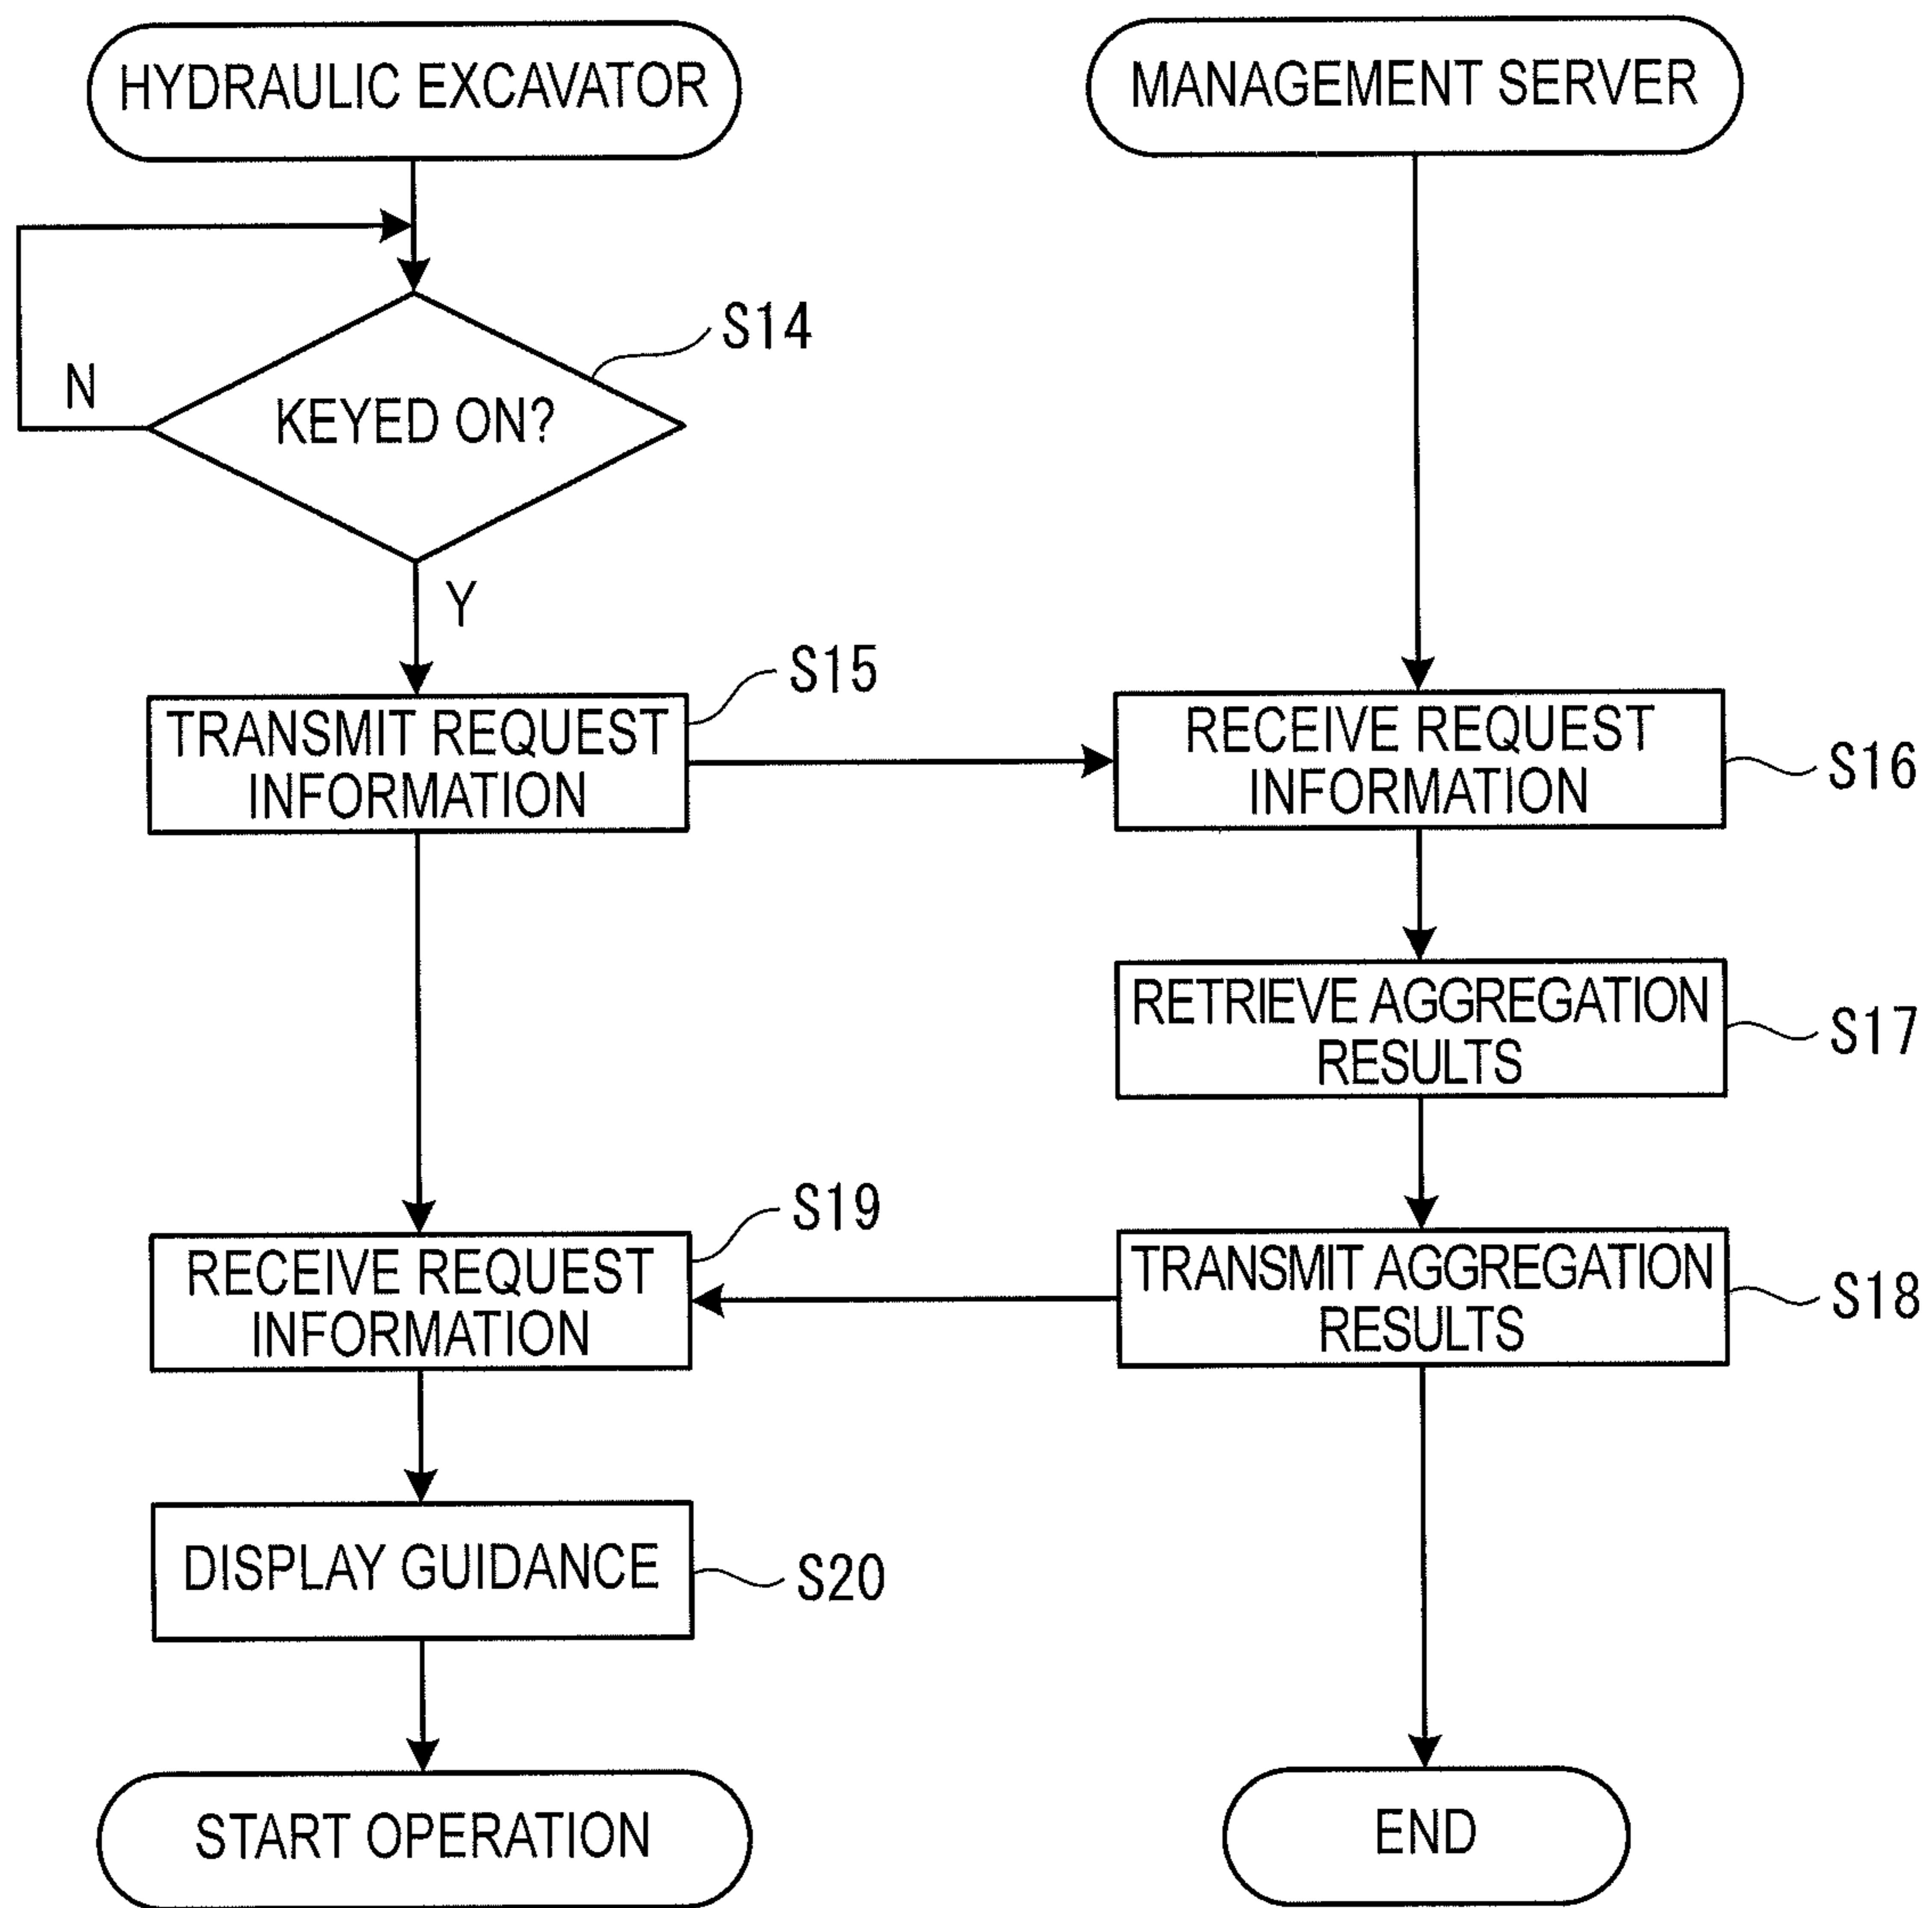 HYDRAULIC EXCAVATOR
MANAGEMENT SERVER
S14
N
KEYED ON?
Y
S15
TRANSMIT REQUEST
INFORMATION
RECEIVE REQUEST
INFORMATION
S16
RETRIEVE AGGREGATION
RESULTS
S17
S19
RECEIVE REQUEST
INFORMATION
TRANSMIT AGGREGATION
RESULTS
S18
DISPLAY GUIDANCE
S20
START OPERATION
END